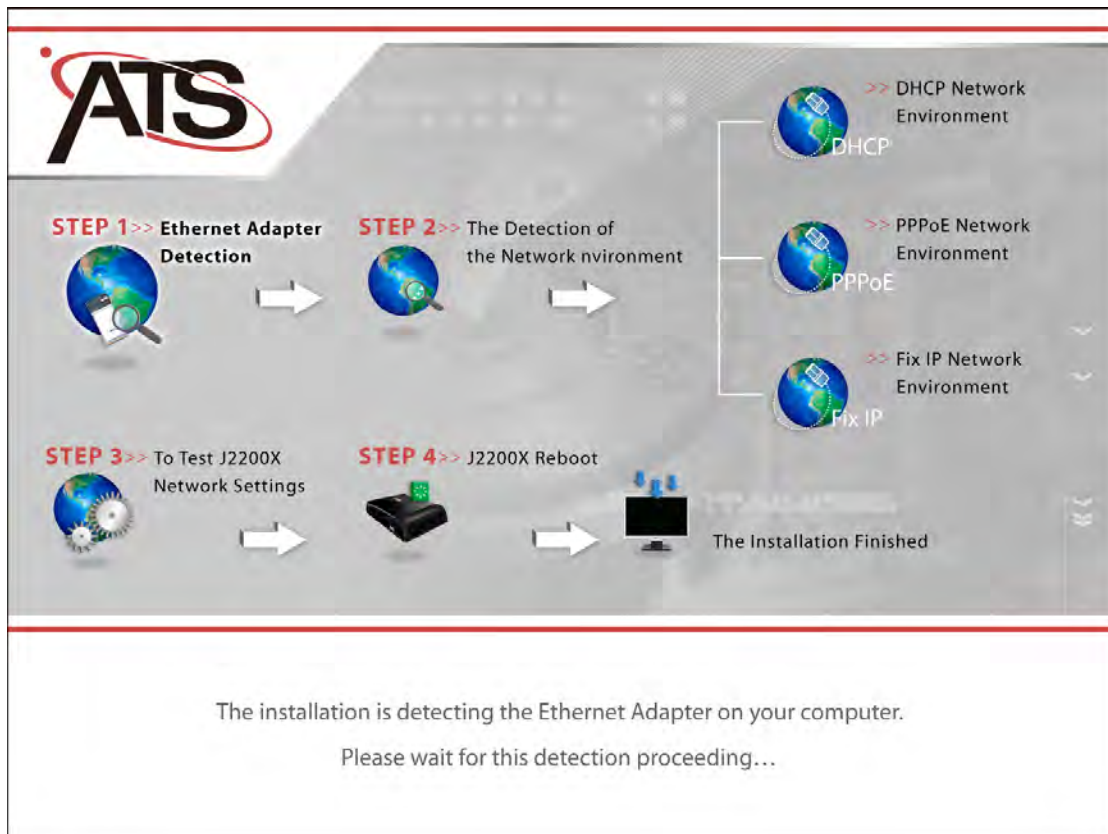 ATS
>> DHCP Network
Environment
DHCP
STEP 1>> Ethernet Adapter
Detection
STEP 2>> The Detection of
the Network nvironment
>> PPPoE Network
Environment
PPPoE
>> Fix IP Network
Environment
Fix IP
STEP 3>> To Test J2200X
Network Settings
STEP 4>> J2200X Reboot
The Installation Finished
The installation is detecting the Ethernet Adapter on your computer.
Please wait for this detection proceeding…